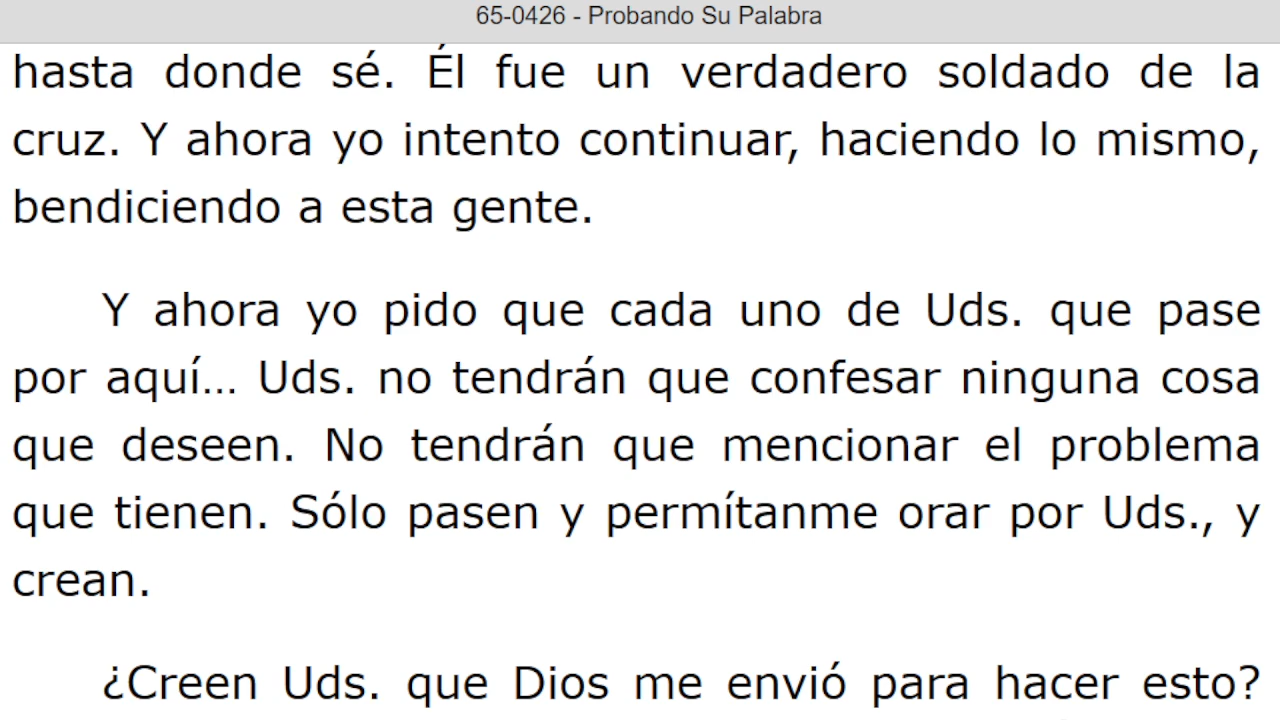 65-0426 - Probando Su Palabra
hasta donde sé. Él fue un verdadero soldado de la
cruz. Y ahora yo intento continuar, haciendo lo mismo,
bendiciendo a esta gente.
Y ahora yo pido que cada uno de Uds. que pase
por aquí... Uds. no tendrán que confesar ninguna cosa
que deseen. No tendrán que mencionar el problema
que tienen. Sólo pasen y permítanme orar por Uds., y
crean.
¿Creen Uds. que Dios me envió para hacer esto?